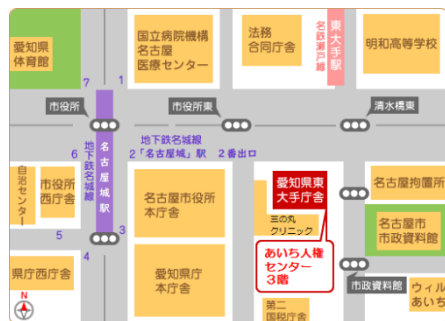 愛知県
体育館
7
1
国立病院機構
名古屋
医療センター
法務
合同庁舎
名鉄瀬戸線
東大手駅
明和高等学校
市役所
市役所東
清水橋東
6
地下鉄名城線
名古屋城駅
地下鉄名城線
2「名古屋城」駅 2番出口
自治センター
市役所
西庁舎
名古屋市役所
本庁舎
愛知県東
大手庁舎
三の丸
クリニック
名古屋拘置所
名古屋市
市政資料館
5
3
4
あいち人権
センター
3階
県庁西庁舎
愛知県庁
本庁舎
市政資料館
ウィル
あいち
第二
国税庁舎
N